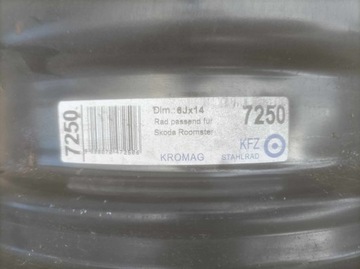 7250
Dim.: 6Jx14
Rad passend für
Skoda Roomster
7250
KFZ
KROMAG
STAHLRAD